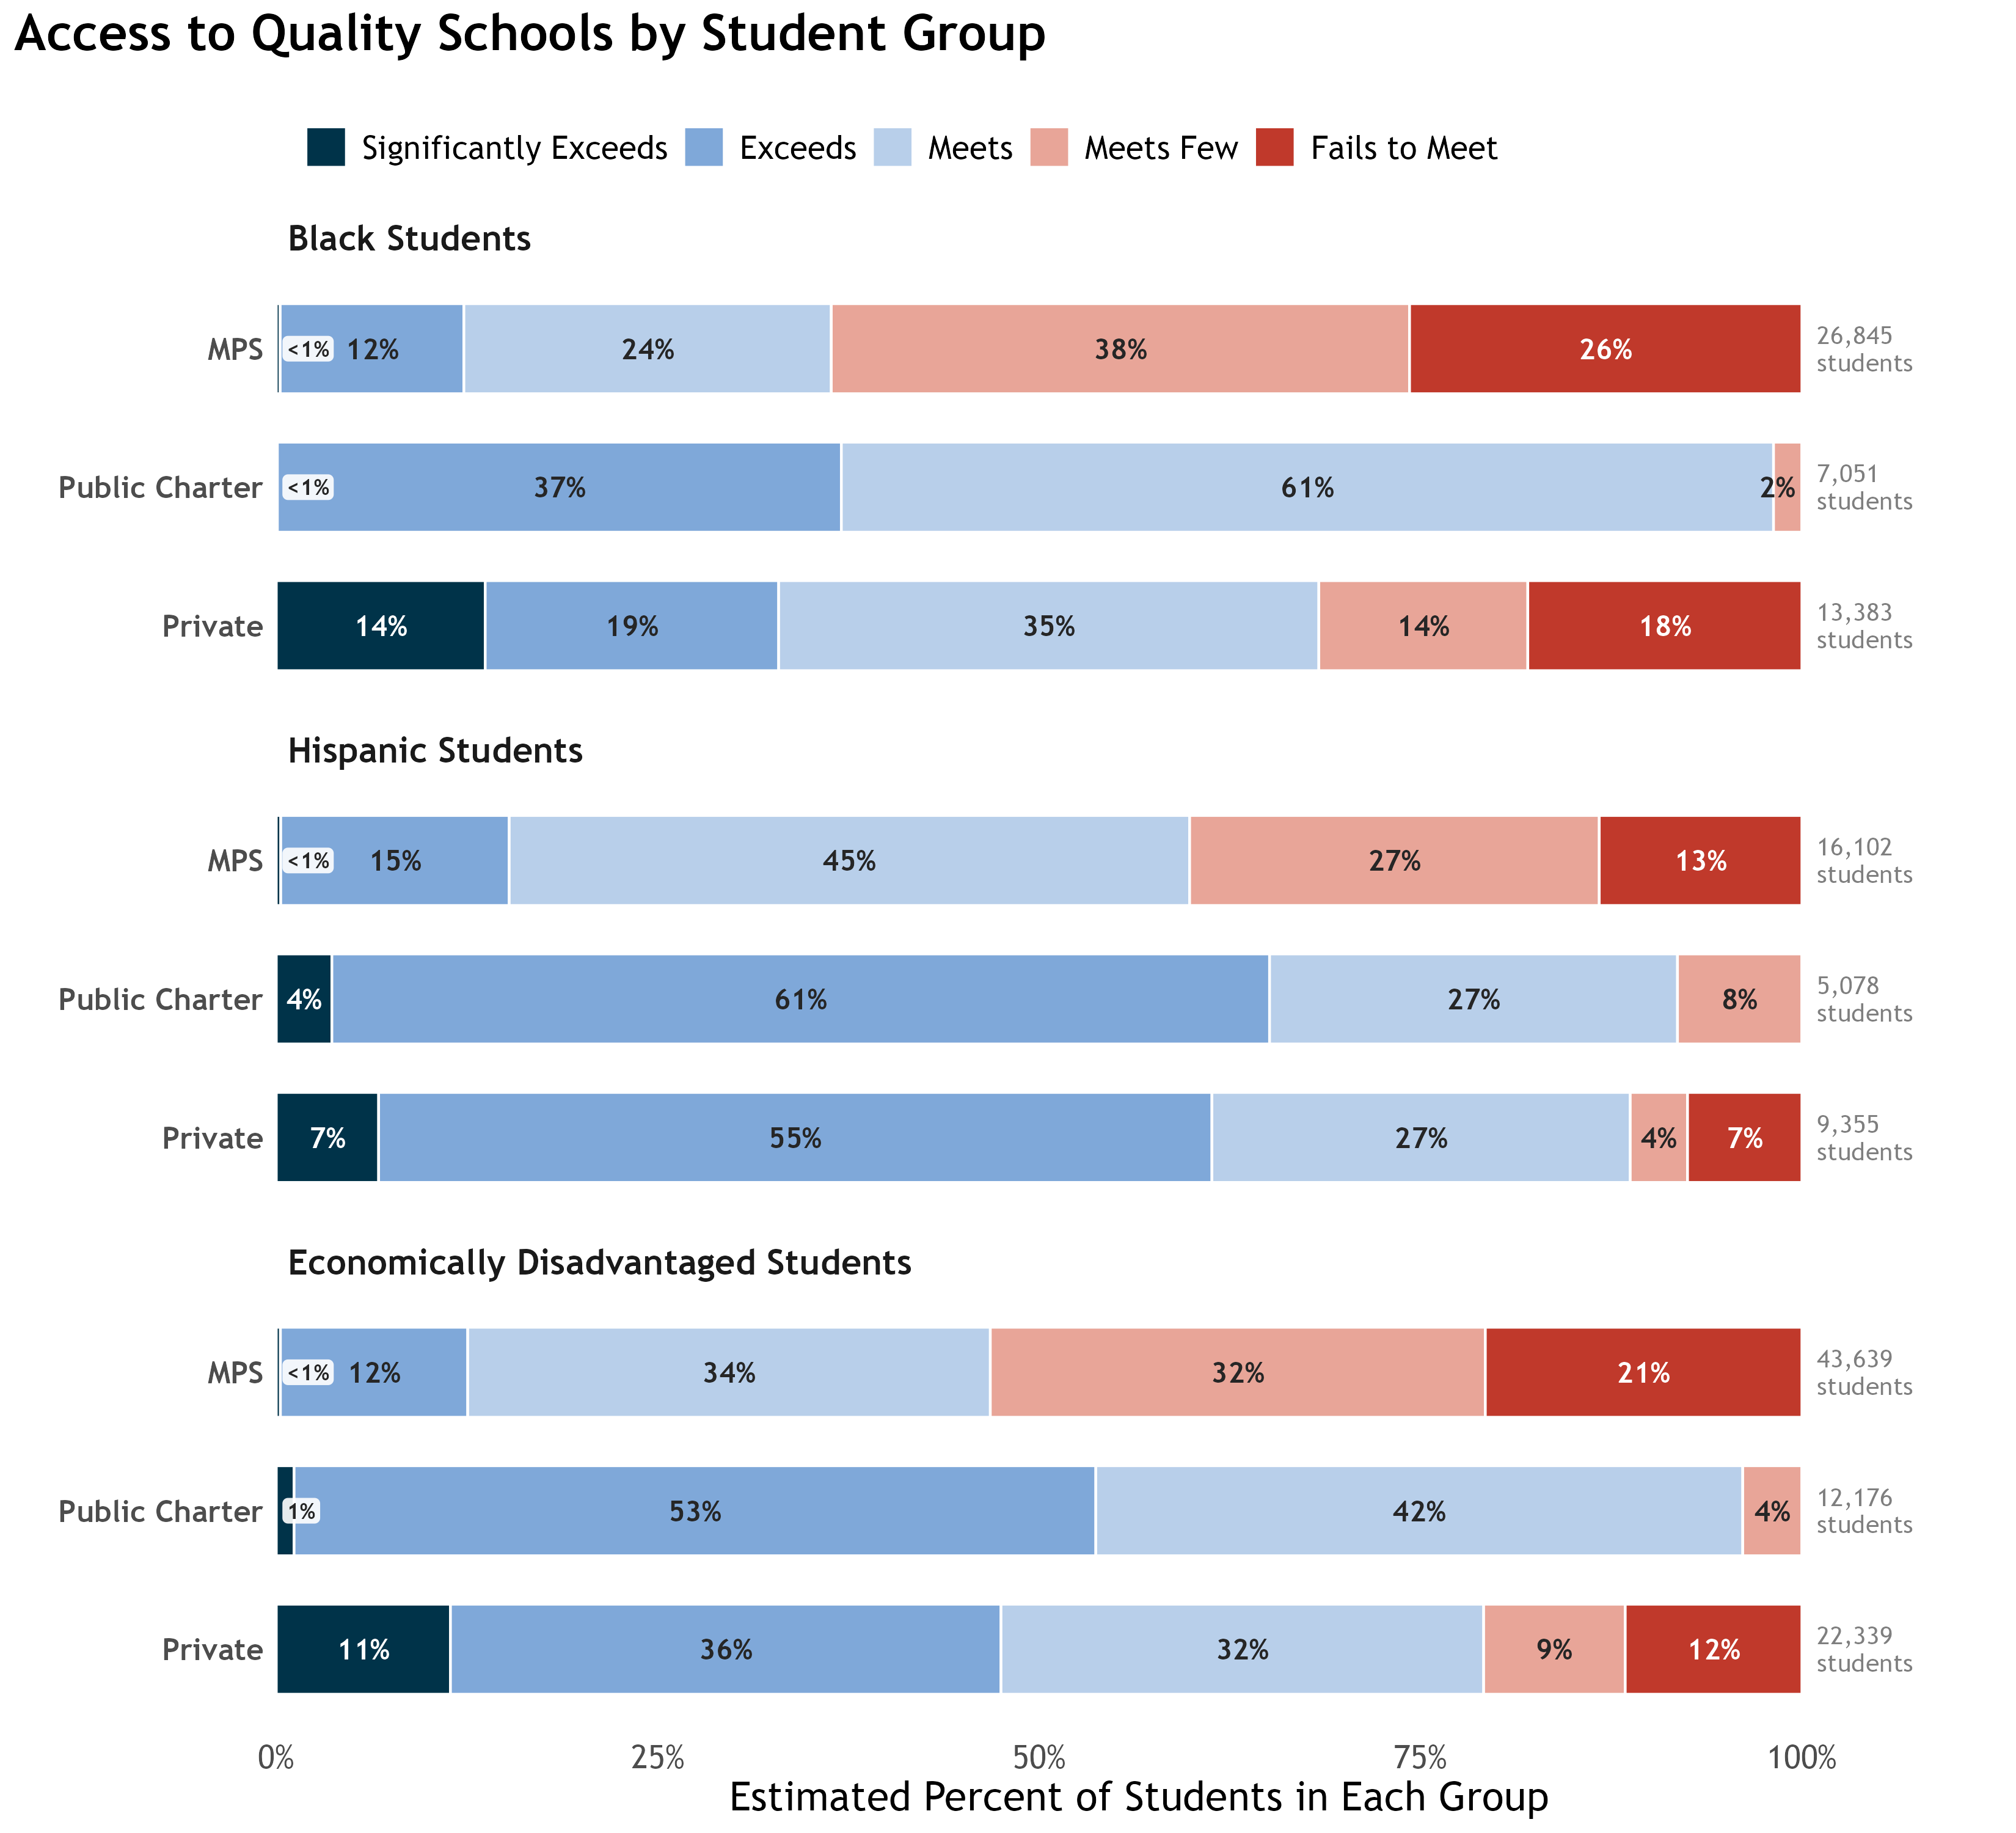 Access to Quality Schools by Student Group
Significantly Exceeds Exceeds Meets Meets Few Fails to Meet
Black Students
MPS <1% 12% 24% 38% 26% 26,845
students
Public Charter <1% 37% 61% 2% 7,051
students
Private 14% 19% 35% 14% 18% 13,383
students
Hispanic Students
MPS <1% 15% 45% 27% 13% 16,102
students
Public Charter 4% 61% 27% 8% 5,078
students
Private 7% 55% 27% 4% 7% 9,355
students
Economically Disadvantaged Students
MPS <1% 12% 34% 32% 21% 43,639
students
Public Charter 1% 53% 42% 4% 12,176
students
Private 11% 36% 32% 9% 12% 22,339
students
0% 25% 50% 75% 100%
Estimated Percent of Students in Each Group